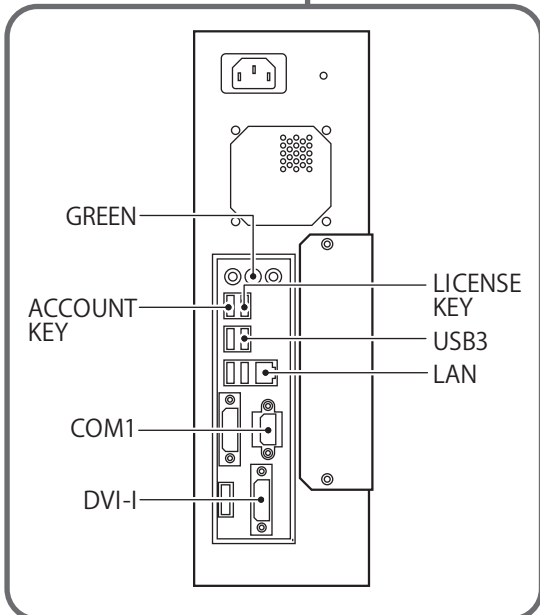 GREEN
ACCOUNT
KEY
LICENSE
KEY
USB3
LAN
COM1
DVI-I